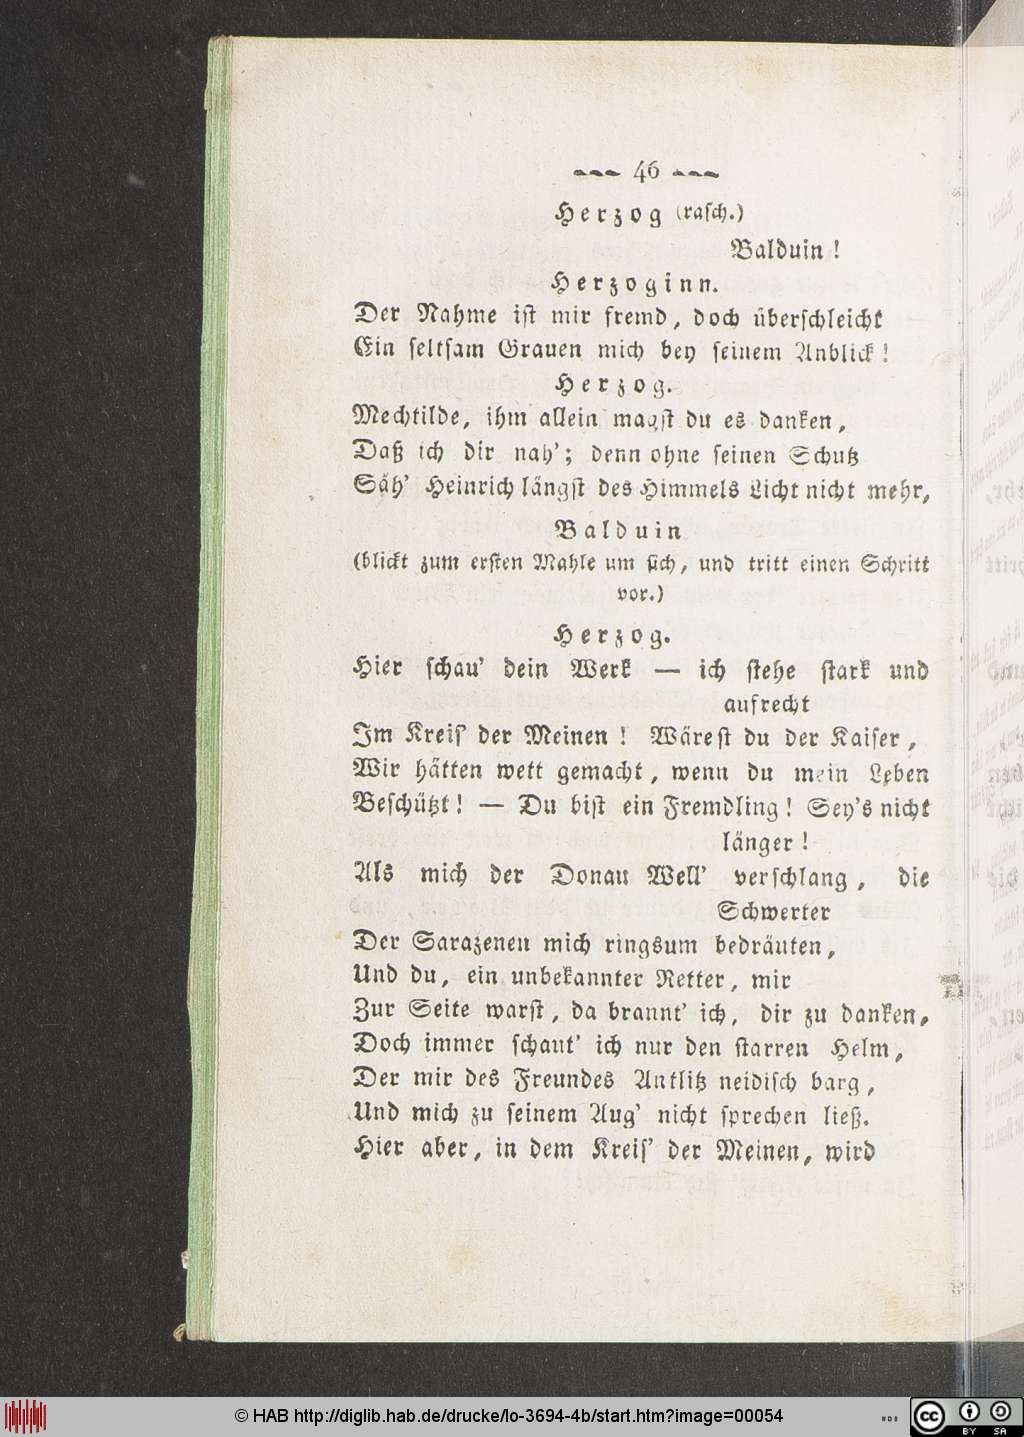 46
Herzog (rasch.)
Balduin!
Herzoginn.
Der Nahme ist mir fremd, doch überschleicht
Ein seltsam Grauen mich bey seinem Anblick!
Herzog.
Mechtilde, ihm allein magst du es danken,
Daß ich dir nah'; denn ohne seinen Schutz
Säh' Heinrich längst des Himmels Licht nicht mehr,
Balduin
(blickt zum ersten Mahle um sich, und tritt einen Schritt
vor.)
Herzog.
Hier schau' dein Werk — ich stehe stark und
aufrecht
Im Kreis' der Meinen! Wärest du der Kaiser,
Wir hätten wett gemacht, wenn du mein Leben
Beschützt! — Du bist ein Fremdling! Sey's nicht
länger!
Als mich der Donau Well' verschlang, die
Schwerter
Der Sarazenen mich ringsum bedräuten,
Und du, ein unbekannter Retter, mir
Zur Seite warst, da brannt' ich, dir zu danken,
Doch immer schaut' ich nur den starren Helm,
Der mir des Freundes Antlitz neidisch barg,
Und mich zu seinem Aug' nicht sprechen ließ.
Hier aber, in dem Kreis' der Meinen, wird
© HAB http://diglib.hab.de/drucke/lo-3694-4b/start.htm?image=00054
cc BY SA